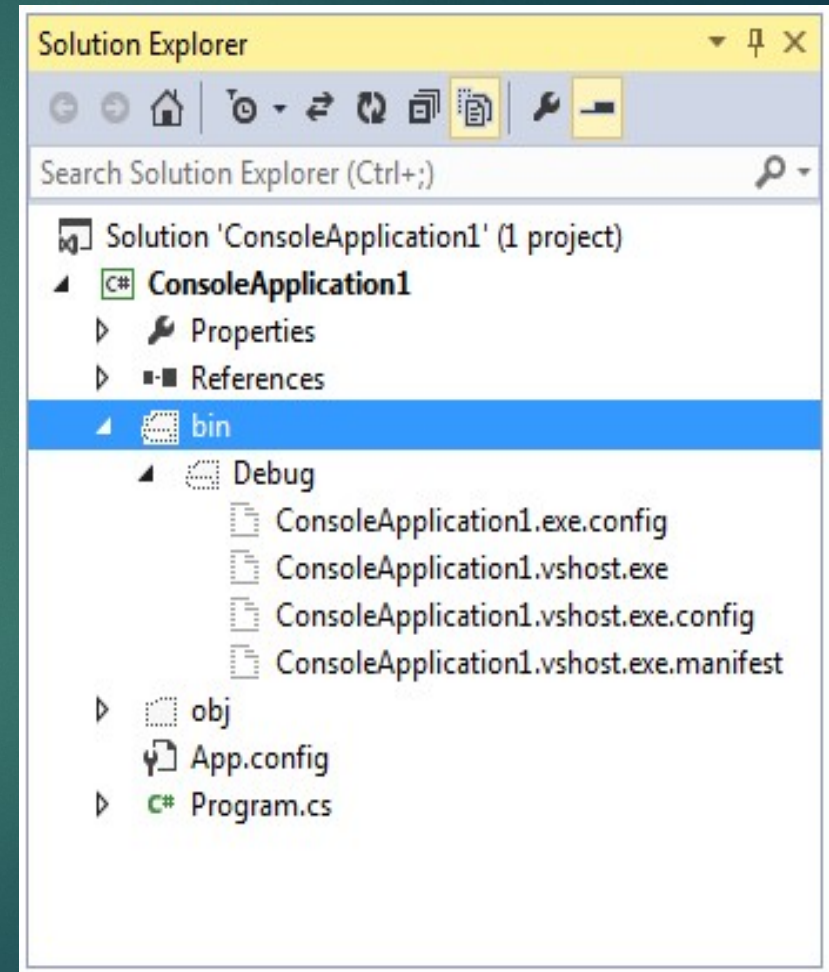 Solution Explorer
Search Solution Explorer (Ctrl+;)
Solution 'ConsoleApplication1' (1 project)
C# ConsoleApplication1
Properties
References
bin
Debug
ConsoleApplication1.exe.config
ConsoleApplication1.vshost.exe
ConsoleApplication1.vshost.exe.config
ConsoleApplication1.vshost.exe.manifest
obj
App.config
C# Program.cs